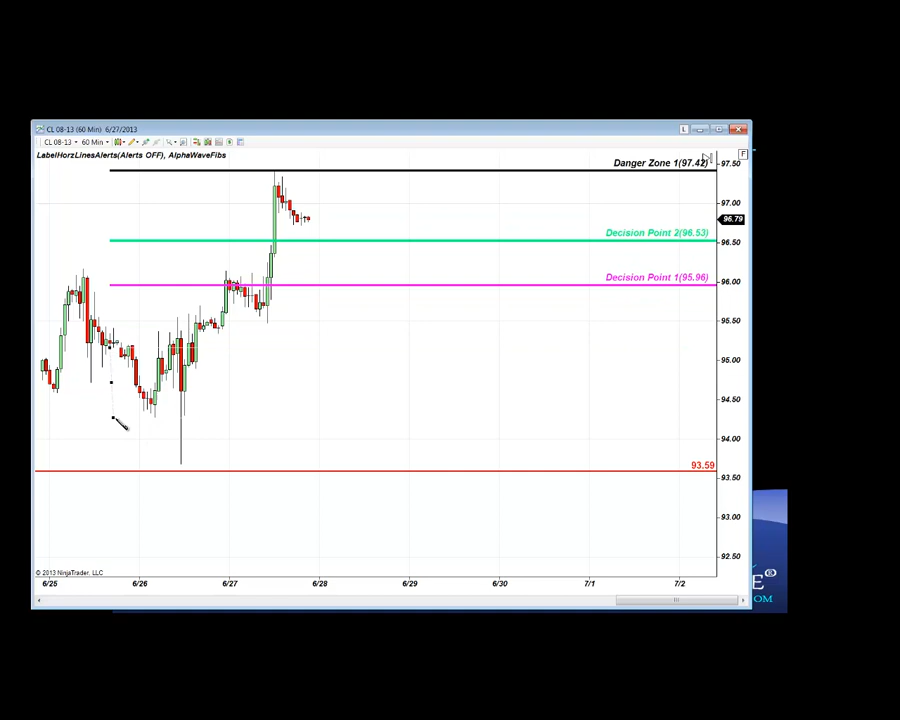 CL 08-13 (60 Min) 6/27/2013
L
CL 08-13 60 Min
LabelHorzLinesAlerts(Alerts OFF), AlphaWaveFibs
F
Danger Zone 1(97.42)
97.50
97.00
96.79
Decision Point 2(96.53)
96.50
Decision Point 1(95.96)
96.00
95.50
95.00
94.50
94.00
93.59
93.50
93.00
92.50
© 2013 NinjaTrader, LLC
6/25 6/26 6/27 6/28 6/29 6/30 7/1 7/2
E®
OM